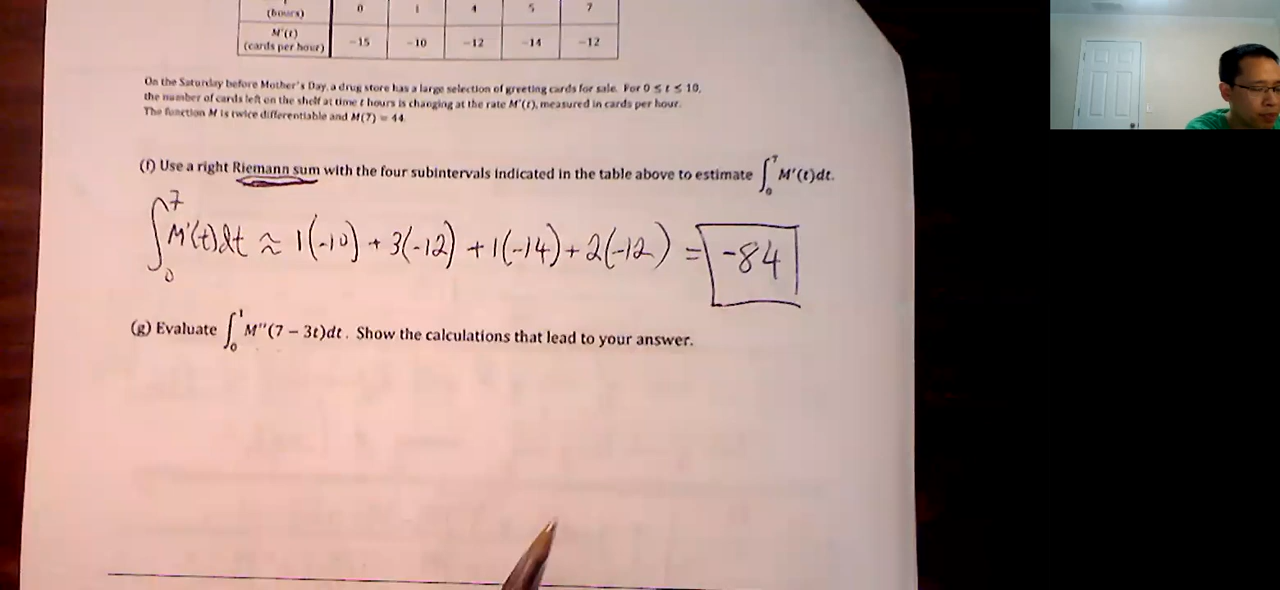 (hours) 0 1 4 5 7
M'(t) (cards per hour) -15 -10 -12 -14 -12
On the Saturday before Mother's Day, a drug store has a large selection of greeting cards for sale. For 0 ≤ t ≤ 10,
the number of cards left on the shelf at time t hours is changing at the rate M'(t), measured in cards per hour.
The function M is twice differentiable and M(7) = 44.
(f) Use a right Riemann sum with the four subintervals indicated in the table above to estimate ∫₀⁷ M'(t)dt.
∫₀⁷ M'(t)dt ≈ 1(-10) + 3(-12) + 1(-14) + 2(-12) = -84
(g) Evaluate ∫₀¹ M''(7 – 3t)dt. Show the calculations that lead to your answer.